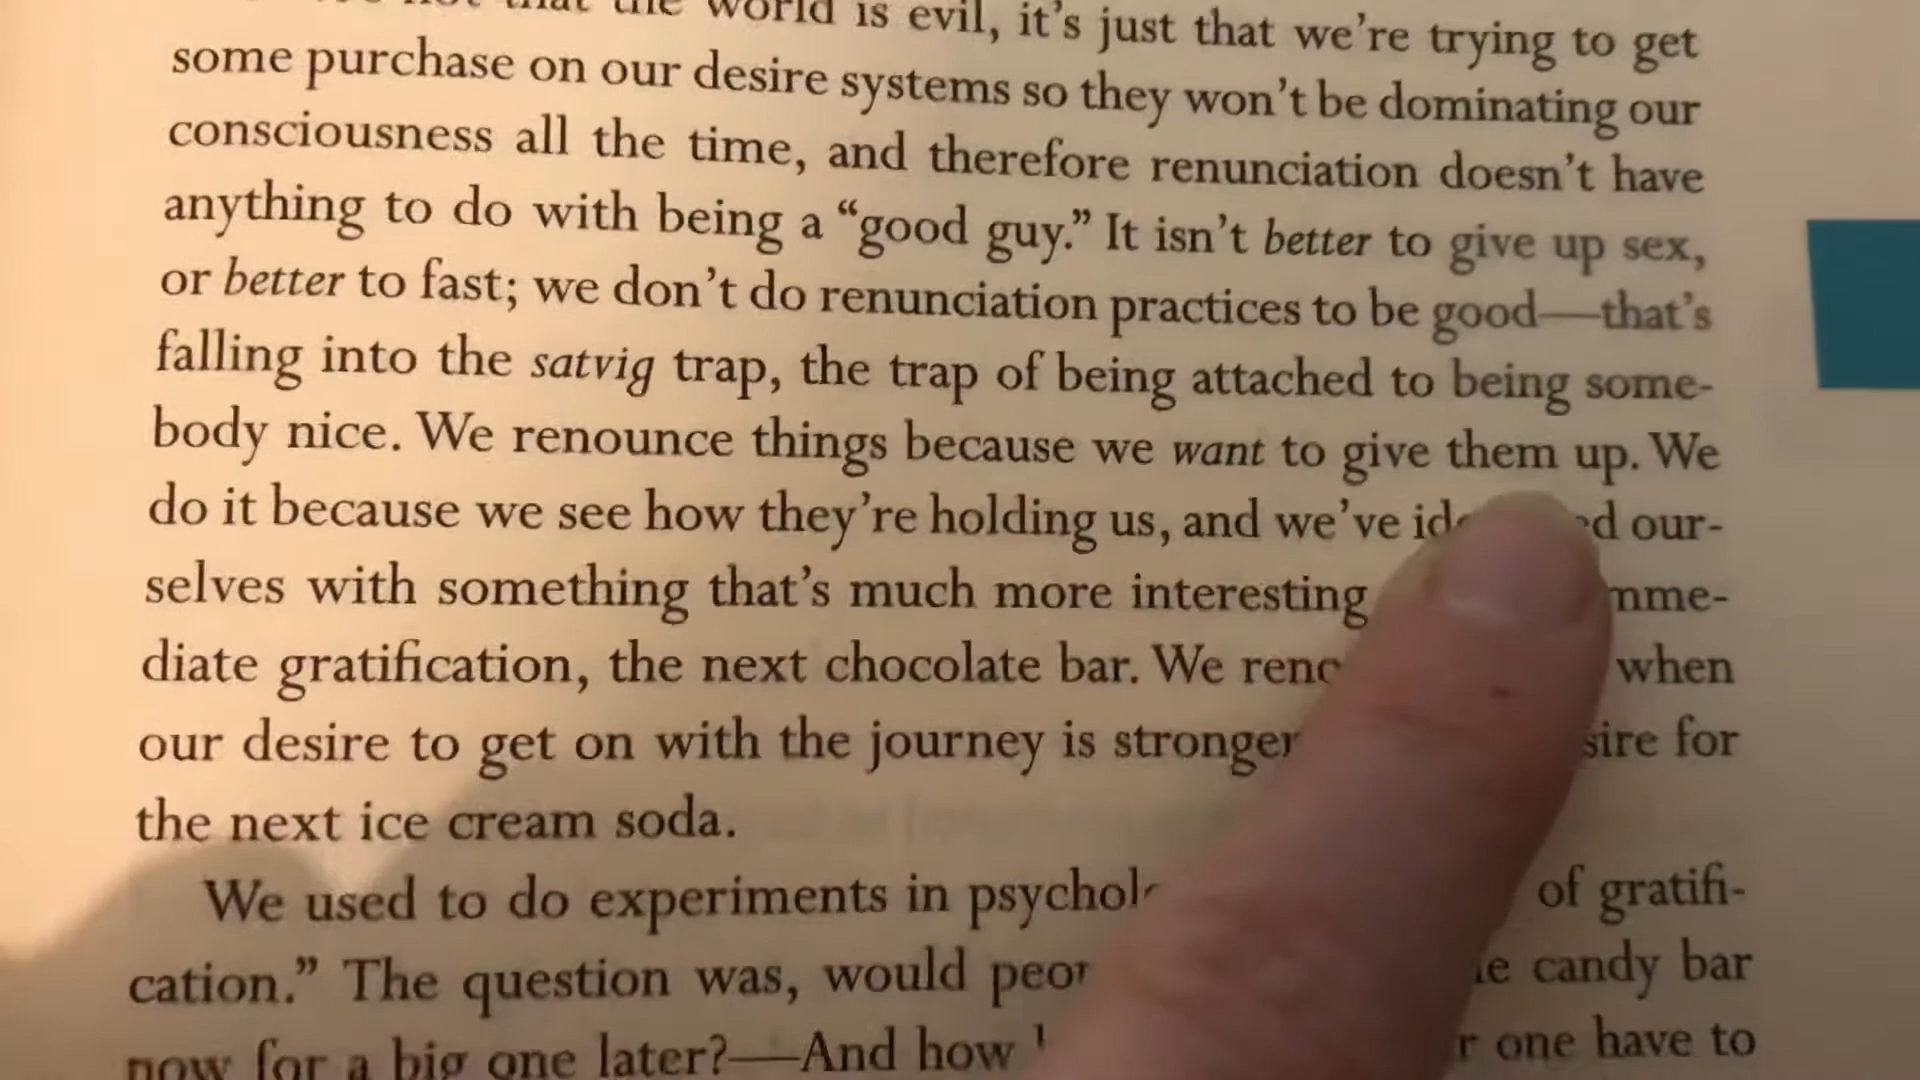 that the world is evil, it's just that we're trying to get
some purchase on our desire systems so they won't be dominating our
consciousness all the time, and therefore renunciation doesn't have
anything to do with being a “good guy.” It isn't better to give up sex,
or better to fast; we don't do renunciation practices to be good—that's
falling into the satvig trap, the trap of being attached to being some-
body nice. We renounce things because we want to give them up. We
do it because we see how they're holding us, and we've our-
selves with something that's much more interesting
diate gratification, the next chocolate bar. We when
our desire to get on with the journey is stronger for
the next ice cream soda.
We used to do experiments in of gratifi-
cation.” The question was, would candy bar
now for a big one later?—And how one have to